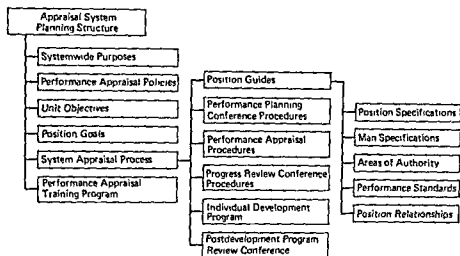 Appraisal System
Planning Structure
Systemwide Purposes
Performance Appraisal Policies
Unit Objectives
Position Goals
System Appraisal Process
Performance Appraisal
Training Program
Position Guides
Performance Planning
Conference Procedures
Performance Appraisal
Procedures
Progress Review Conference
Procedures
Individual Development
Program
Postdevelopment Program
Review Conference
Position Specifications
Man Specifications
Areas of Authority
Performance Standards
Position Relationships